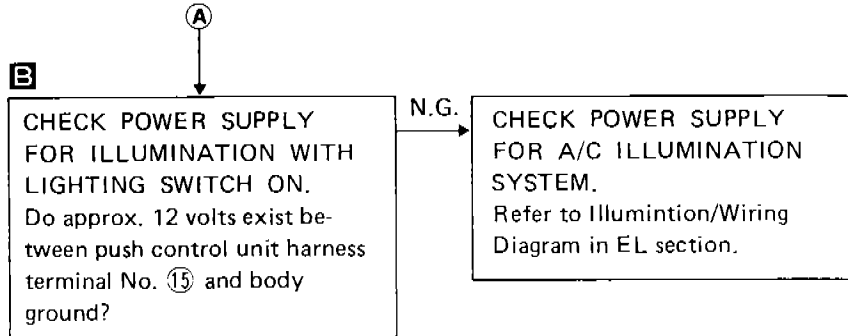 Ⓐ
B
CHECK POWER SUPPLY
FOR ILLUMINATION WITH
LIGHTING SWITCH ON.
Do approx. 12 volts exist be-
tween push control unit harness
terminal No. ⑮ and body
ground?
N.G.
CHECK POWER SUPPLY
FOR A/C ILLUMINATION
SYSTEM.
Refer to Illumintion/Wiring
Diagram in EL section.